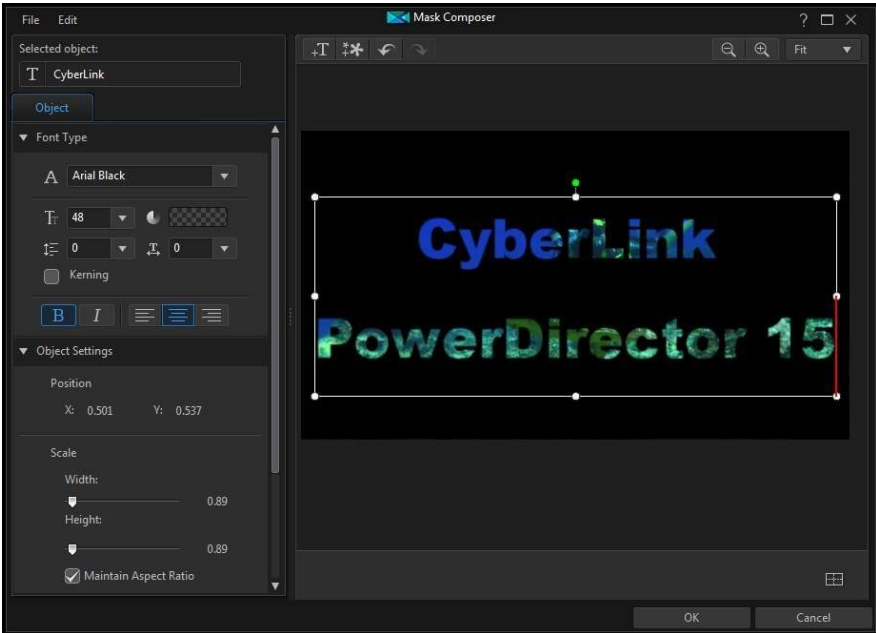 File Edit
Mask Composer
?
Selected object:
T CyberLink
+T
Fit
Object
Font Type
A Arial Black
48
0 0
Kerning
B I
Object Settings
Position
X: 0.501 Y: 0.537
Scale
Width:
0.89
Height:
0.89
Maintain Aspect Ratio
CyberLink
PowerDirector 15
OK Cancel